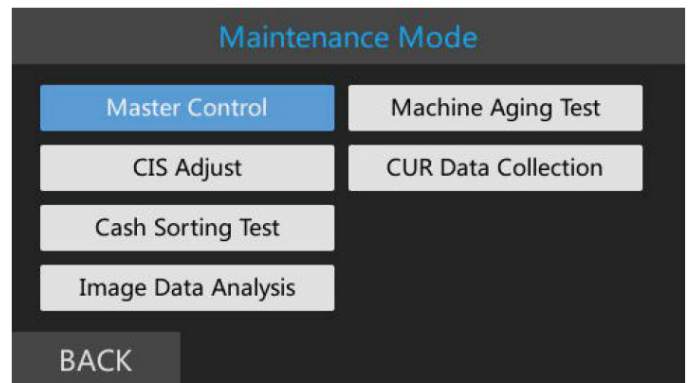 Maintenance Mode
Master Control
Machine Aging Test
CIS Adjust
CUR Data Collection
Cash Sorting Test
Image Data Analysis
BACK